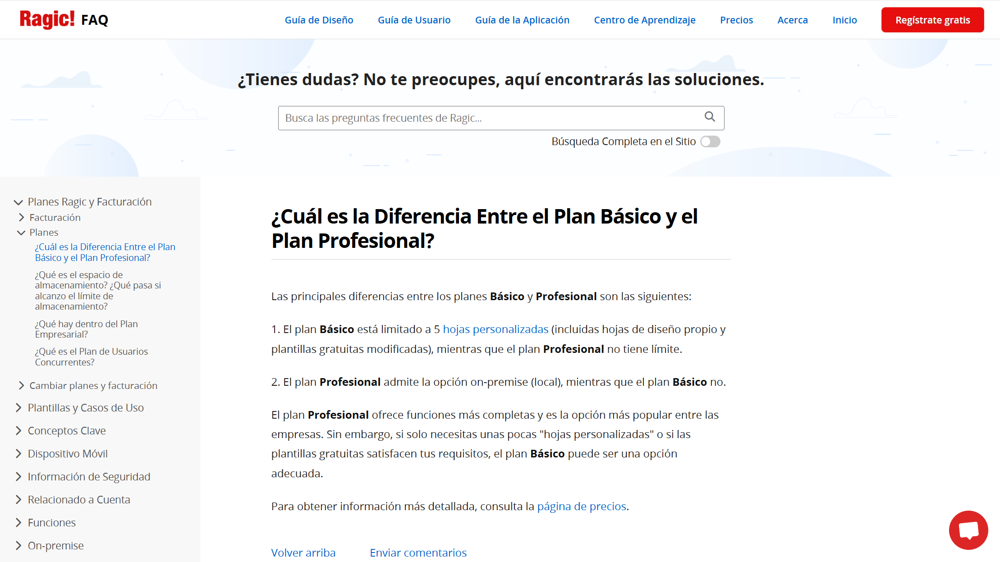 Ragic! FAQ
Guía de Diseño
Guía de Usuario
Guía de la Aplicación
Centro de Aprendizaje
Precios
Acerca
Inicio
Regístrate gratis
¿Tienes dudas? No te preocupes, aquí encontrarás las soluciones.
Busca las preguntas frecuentes de Ragic...
Búsqueda Completa en el Sitio
Planes Ragic y Facturación
Facturación
Planes
¿Cuál es la Diferencia Entre el Plan
Básico y el Plan Profesional?
¿Qué es el espacio de
almacenamiento? ¿Qué pasa si
alcanzo el límite de
almacenamiento?
¿Qué hay dentro del Plan
Empresarial?
¿Qué es el Plan de Usuarios
Concurrentes?
Cambiar planes y facturación
Plantillas y Casos de Uso
Conceptos Clave
Dispositivo Móvil
Información de Seguridad
Relacionado a Cuenta
Funciones
On-premise
¿Cuál es la Diferencia Entre el Plan Básico y el
Plan Profesional?
Las principales diferencias entre los planes Básico y Profesional son las siguientes:
1. El plan Básico está limitado a 5 hojas personalizadas (incluidas hojas de diseño propio y
plantillas gratuitas modificadas), mientras que el plan Profesional no tiene límite.
2. El plan Profesional admite la opción on-premise (local), mientras que el plan Básico no.
El plan Profesional ofrece funciones más completas y es la opción más popular entre las
empresas. Sin embargo, si solo necesitas unas pocas "hojas personalizadas" o si las
plantillas gratuitas satisfacen tus requisitos, el plan Básico puede ser una opción
adecuada.
Para obtener información más detallada, consulta la página de precios.
Volver arriba
Enviar comentarios